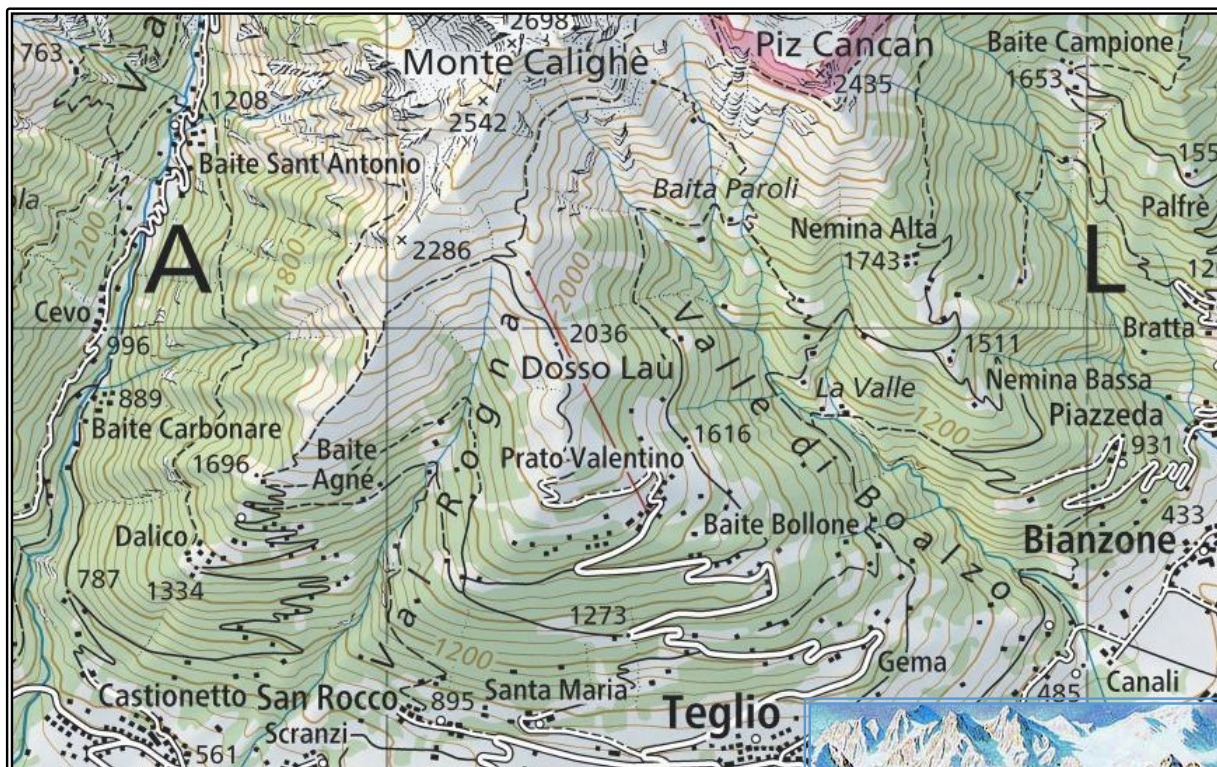 2698
Piz Cancan
Baite Campione
763
Monte Calighè
2435
1653
1208
2542
155
Baite Sant'Antonio
Baita Paroli
Palfrè
A
2286
Nemina Alta
L
1200
1800
2000
1743
Cevo
996
2036
1511
Bratta
Dosso Laù
Valle di Boalzo
La Valle
Nemina Bassa
889
1200
Piazzeda
Baite Carbonare
Baite
Agne
1616
931
1696
Prato Valentino
Val Rogna
Baite Bollone
433
Dalico
Bianzone
787
1334
1273
1200
Gema
Castionetto
San Rocco
895
Santa Maria
485
Canali
Teglio
561
Scranzi